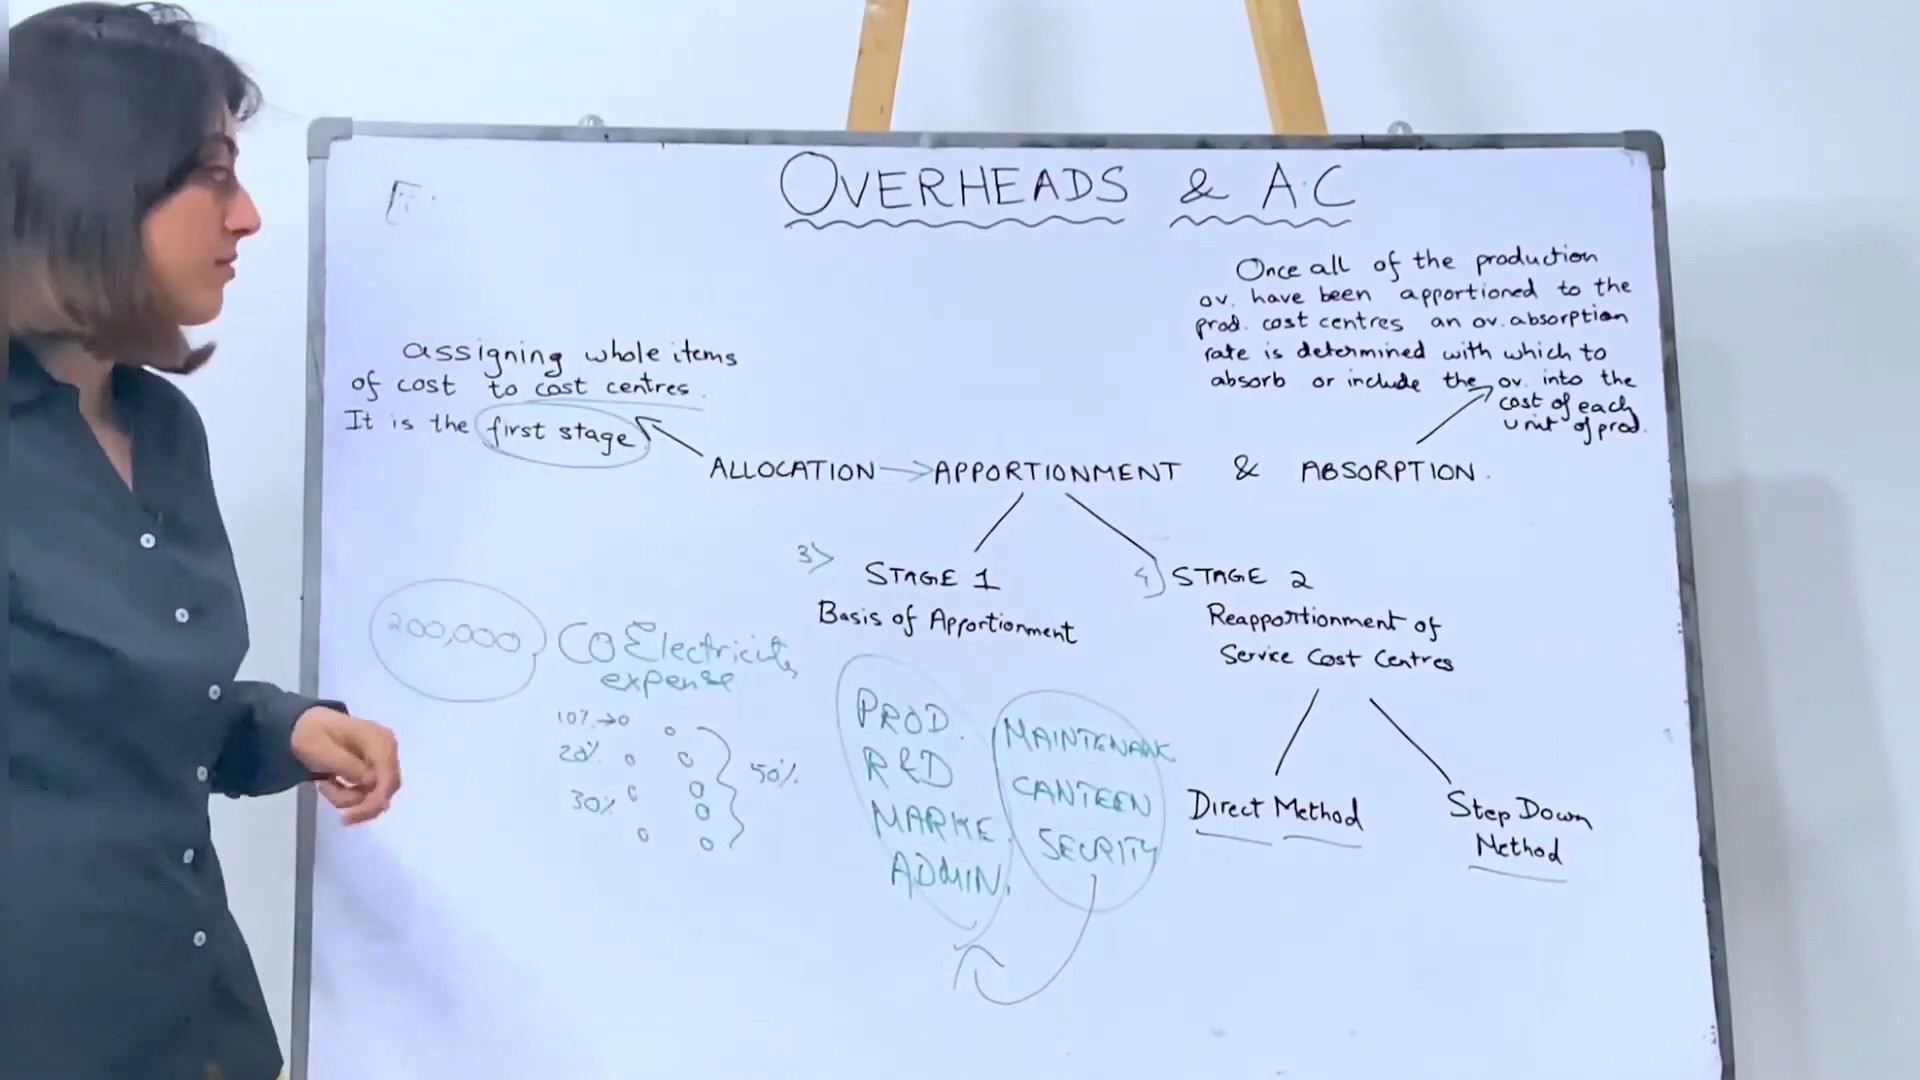 OVERHEADS & A.C
Once all of the production
ov. have been apportioned to the
prod. cost centres an ov. absorption
rate is determined with which to
absorb or include the ov. into the
cost of each
unit of prod.
assigning whole items
of cost to cost centres.
It is the first stage
ALLOCATION → APPORTIONMENT & ABSORPTION.
3> STAGE 1
Basis of Apportionment
4) STAGE 2
Reapportionment of
Service Cost Centres
Direct Method
Step Down
Method
200,000 CO Electricity
expense
10% →
20%
30%
50%
PROD.
R&D
MARKE.
ADMIN.
MAINTENANC
CANTEEN
SECRITY